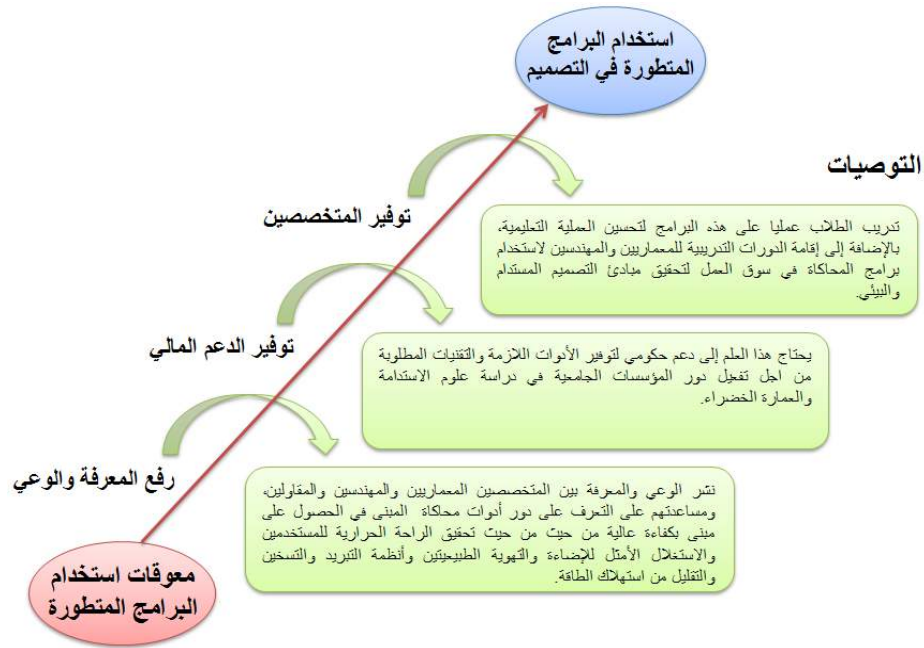 استخدام البرامج
المتطورة في التصميم
التوصيات
توفير المتخصصين
تدريب الطلاب عمليا على هذه البرامج لتحسين العملية التعليمية،
بالإضافة إلى إقامة الدورات التدريبية للمعماريين والمهندسين لاستخدام
برامج المحاكاة في سوق العمل لتحقيق مبادئ التصميم المستدام
والبيئي.
توفير الدعم المالي
يحتاج هذا العلم إلى دعم حكومي لتوفير الأدوات اللازمة والتقنيات المطلوبة
من اجل تفعيل دور المؤسسات الجامعية في دراسة علوم الاستدامة
والعمارة الخضراء.
رفع المعرفة والوعي
نشر الوعي والمعرفة بين المتخصصين المعماريين والمهندسين والمقاولين،
ومساعدتهم على التعرف على دور أدوات محاكاة المبنى في الحصول على
مبنى بكفاءة عالية من حيث من حيث تحقيق الراحة الحرارية للمستخدمين
والاستغلال الأمثل للإضاءة والتهوية الطبيعيتين وأنظمة التبريد والتسخين
والتقليل من استهلاك الطاقة.
معوقات استخدام
البرامج المتطورة